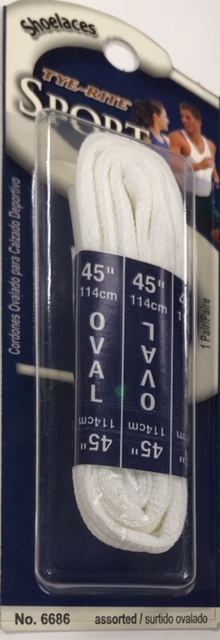 Shoelaces
TYE-RITE
SPORT
Cordones Ovalado para Calzado Deportivo
1 Pair/Paire
45"
114cm
OVAL
114cm
45"
45"
114cm
OVAL
114cm
45"
No. 6686
assorted / surtido ovalado